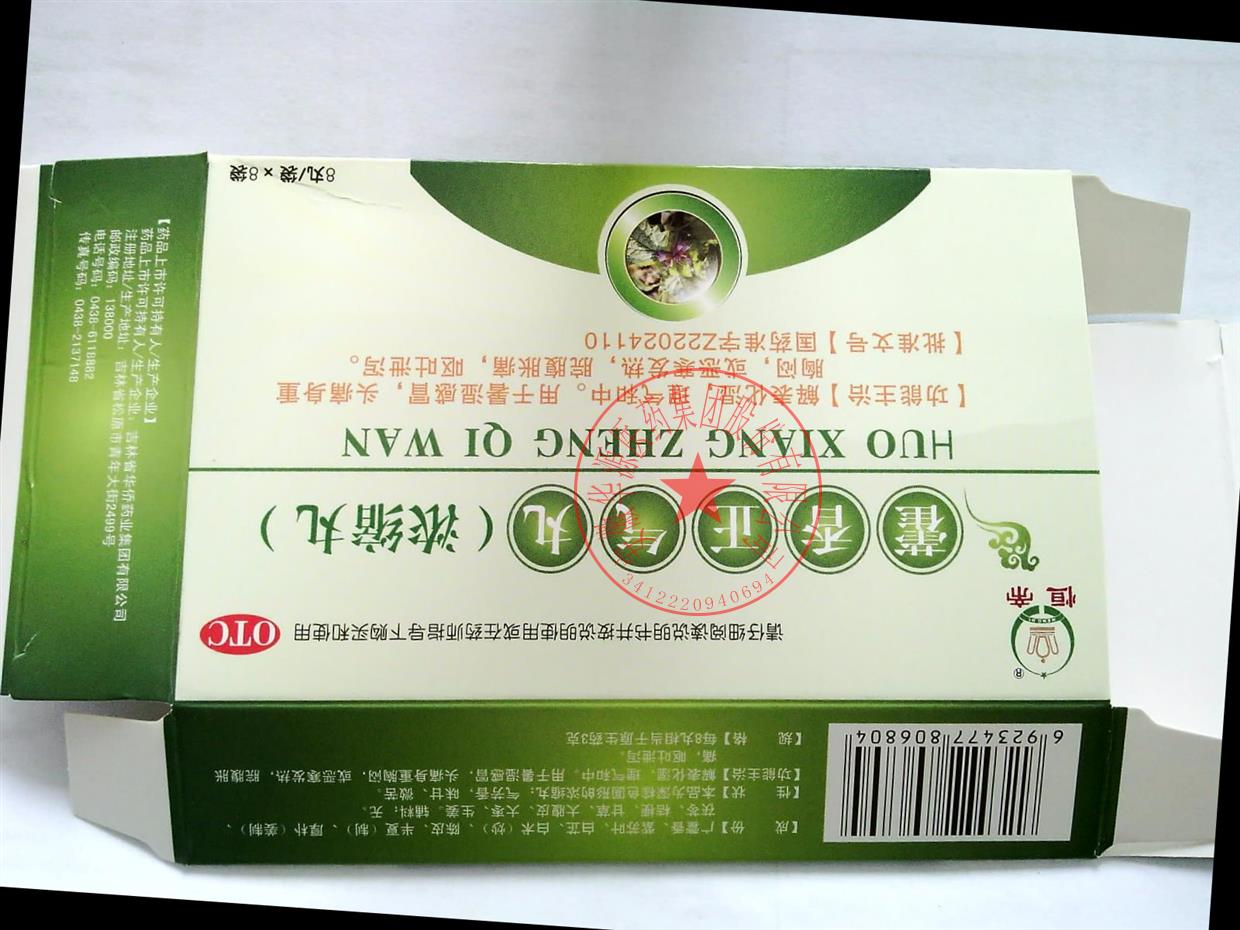 请仔细阅读说明书并按说明使用或在药师指导下购买和使用
OTC
恒帝
HENG DI
®
藿香正气丸（浓缩丸）
HUO XIANG ZHENG QI WAN
【功能主治】解表化湿，理气和中。用于暑湿感冒，头痛身重
胸闷，或恶寒发热，脘腹胀痛，呕吐泄泻。
【批准文号】国药准字Z22024110
8丸/袋×8袋
【成　份】广藿香、紫苏叶、白芷、白术（炒）、陈皮、半夏（制）、厚朴（姜制）、
茯苓、桔梗、甘草、大腹皮、大枣、生姜。辅料：无。
【性　状】本品为深棕色圆形的浓缩丸；气芳香，味甘、微苦。
【功能主治】解表化湿，理气和中。用于暑湿感冒，头痛身重胸闷，或恶寒发热，脘腹胀
痛，呕吐泄泻。
【规　格】每8丸相当于原生药3克
6923477806804
【药品上市许可持有人/生产企业】
药品上市许可持有人/生产企业：吉林省华侨药业集团有限公司
注册地址/生产地址：吉林省松原市青年大街2499号
邮政编码：138000
电话号码：0438-6118882
传真号码：0438-2137148
3412220940694